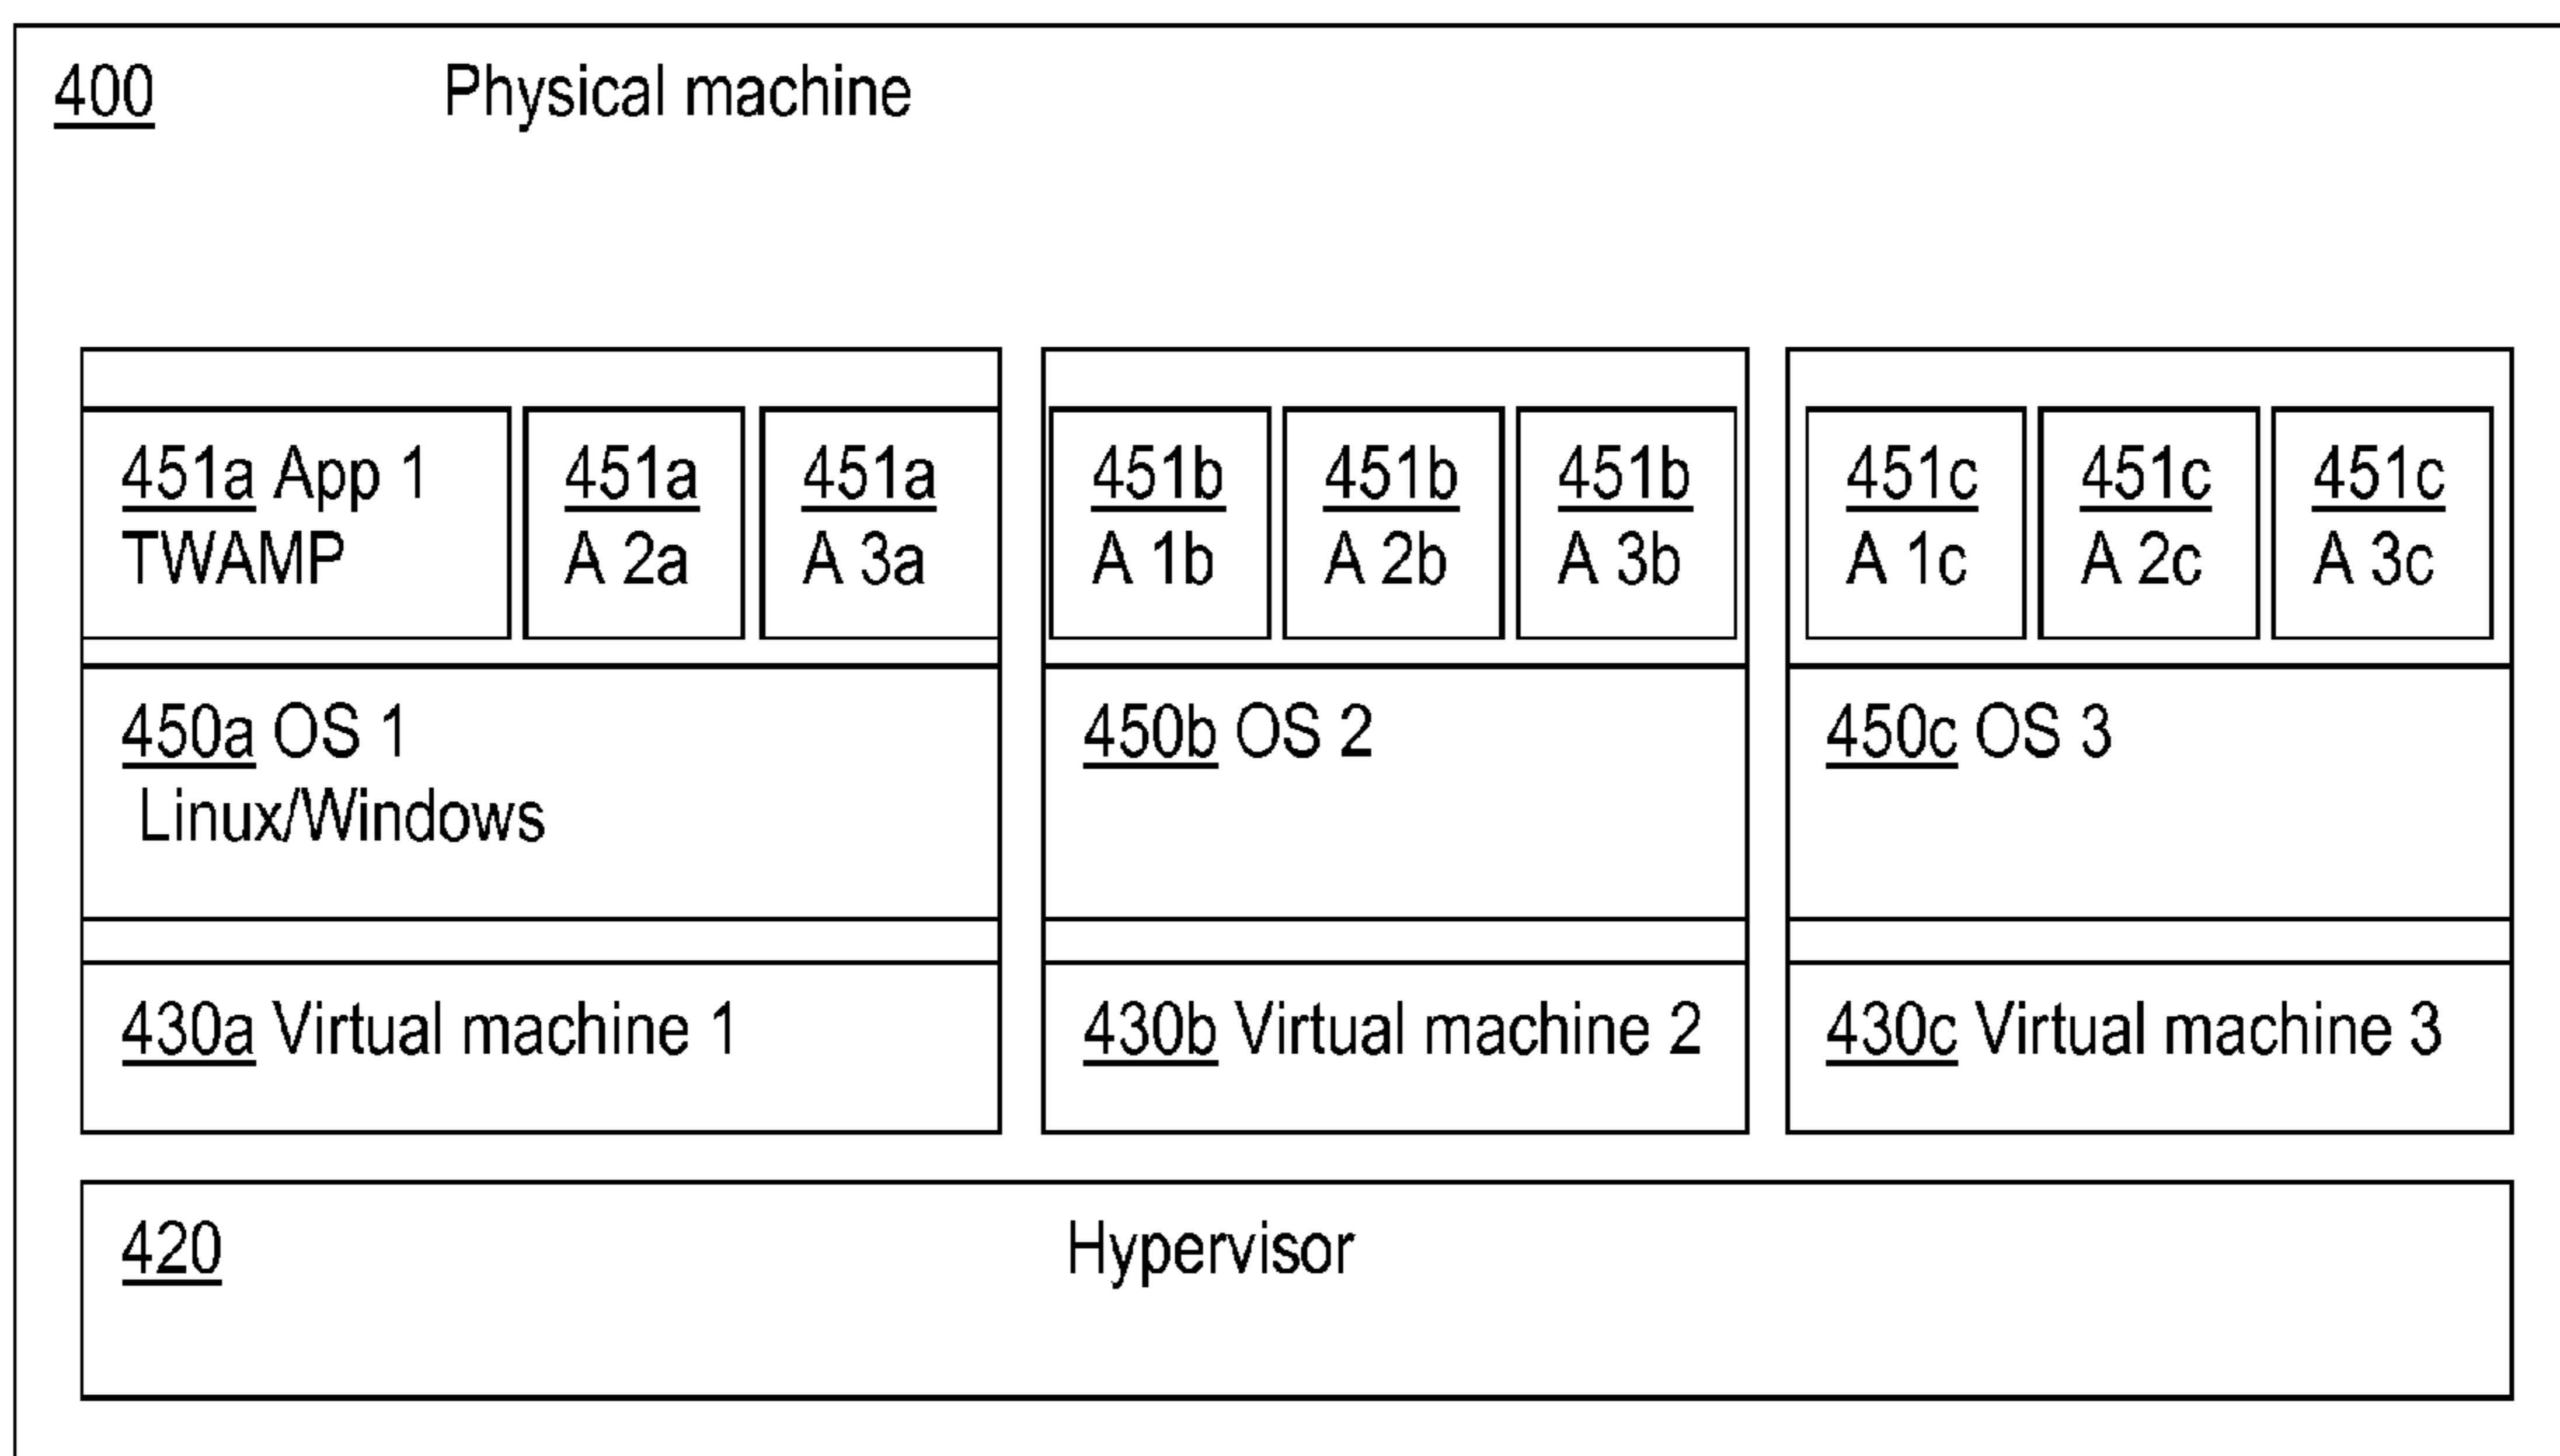 400 Physical machine
451a App 1
TWAMP
451a
A 2a
451a
A 3a
451b
A 1b
451b
A 2b
451b
A 3b
451c
A 1c
451c
A 2c
451c
A 3c
450a OS 1
Linux/Windows
450b OS 2
450c OS 3
430a Virtual machine 1
430b Virtual machine 2
430c Virtual machine 3
420 Hypervisor